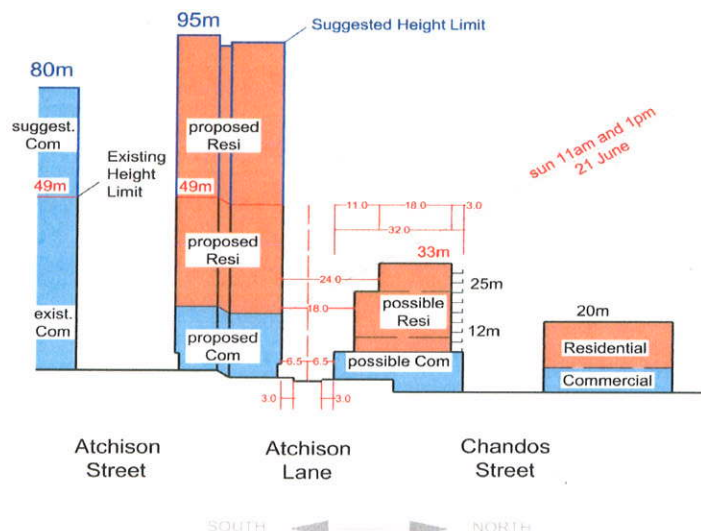 95m
Suggested Height Limit
80m
suggest.
Com
Existing
Height
Limit
49m
proposed
Resi
49m
sun 11am and 1pm
21 June
11.0
18.0
3.0
32.0
33m
proposed
Resi
24.0
25m
possible
Resi
18.0
exist.
Com
proposed
Com
12m
20m
Residential
6.5
6.5
possible Com
Commercial
3.0
3.0
Atchison
Street
Atchison
Lane
Chandos
Street
SOUTH
NORTH